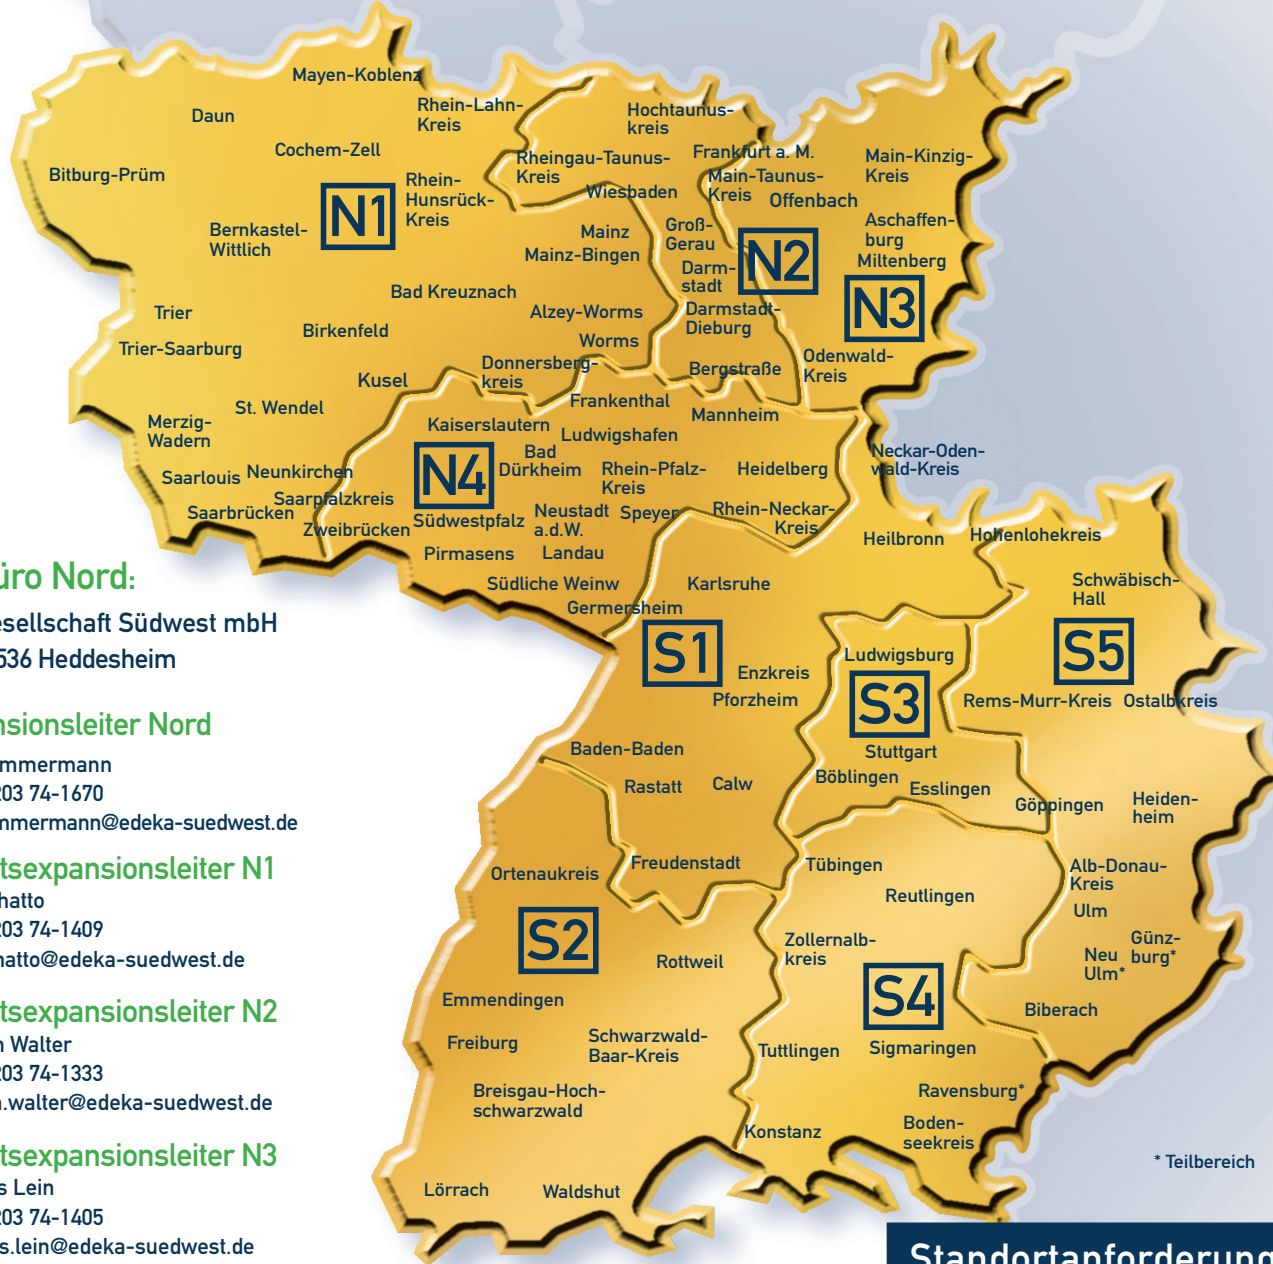 Mayen-Koblenz
Daun
Rhein-Lahn-
Kreis
Cochem-Zell
Bitburg-Prüm
N1
Rhein-
Hunsrück-
Kreis
Bernkastel-
Wittlich
Hochtaunus-
kreis
Rheingau-Taunus-
Kreis
Wiesbaden
Frankfurt a. M.
Main-Taunus-
Kreis
Offenbach
Main-Kinzig-
Kreis
Aschaffen-
burg
Miltenberg
Mainz
Mainz-Bingen
Groß-
Gerau
N2
Darm-
stadt
N3
Bad Kreuznach
Alzey-Worms
Worms
Darmstadt-
Dieburg
Bergstraße
Odenwald-
Kreis
Trier
Trier-Saarburg
Birkenfeld
Kusel
Donnersberg-
kreis
St. Wendel
Merzig-
Wadern
Saarlouis
Neunkirchen
Saarpfalzkreis
Saarbrücken
Zweibrücken
Frankenthal
Mannheim
Kaiserslautern
Ludwigshafen
N4
Bad
Dürkheim
Rhein-Pfalz-
Kreis
Heidelberg
Neckar-Oden-
wald-Kreis
Südwestpfalz
Neustadt
a.d.W.
Speyer
Rhein-Neckar-
Kreis
Pirmasens
Landau
Südliche Weinw
Germersheim
Karlsruhe
Heilbronn
Hohenlohekreis
Schwäbisch-
Hall
S1
Enzkreis
Pforzheim
Ludwigsburg
S3
Stuttgart
S5
Rems-Murr-Kreis
Ostalbkreis
Baden-Baden
Rastatt
Calw
Böblingen
Esslingen
Göppingen
Heiden-
heim
Freudenstadt
Ortenaukreis
Tübingen
Reutlingen
Alb-Donau-
Kreis
Ulm
Neu
Ulm*
Günz-
burg*
S2
Rottweil
Zollernalb-
kreis
S4
Biberach
Emmendingen
Freiburg
Schwarzwald-
Baar-Kreis
Tuttlingen
Sigmaringen
Breisgau-Hoch-
schwarzwald
Ravensburg*
Konstanz
Boden-
seekreis
Lörrach
Waldshut
* Teilbereich
üro Nord:
esellschaft Südwest mbH
536 Heddesheim
nsionsleiter Nord
mmermann
203 74-1670
mmermann@edeka-suedwest.de
tsexpansionsleiter N1
hatto
203 74-1409
hatto@edeka-suedwest.de
tsexpansionsleiter N2
n Walter
203 74-1333
n.walter@edeka-suedwest.de
tsexpansionsleiter N3
s Lein
203 74-1405
s.lein@edeka-suedwest.de
Standortanforderung